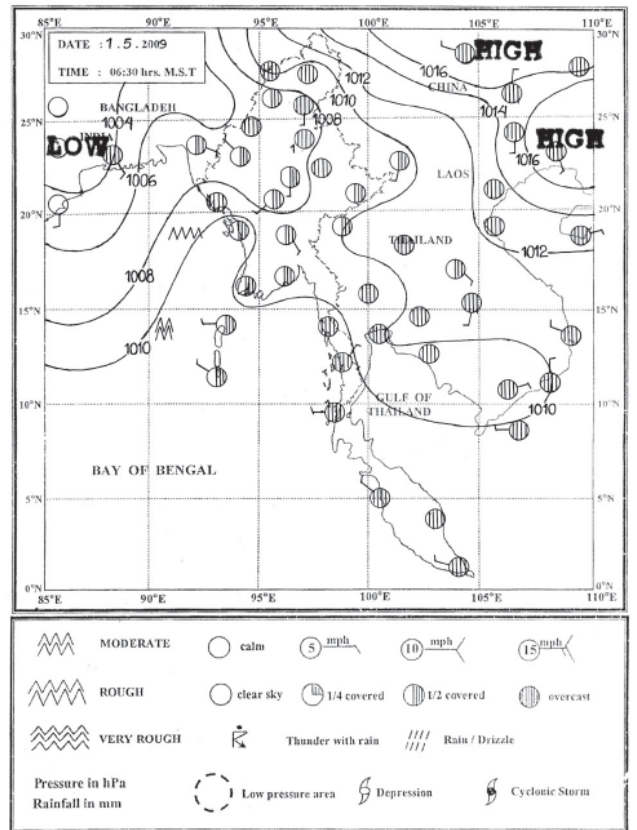 85°E 90°E 95°E 100°E 105°E 110°E
30°N
DATE : 1.5.2009
TIME : 06:30 hrs. M.S.T
1016 HIGH
1012
CHINA
1010
1014
BANGLADESH
1008
25°N 25°N
1004
INDIA
LOW
HIGH
1016
1006
LAOS
20°N 20°N
THAILAND
1012
1008
15°N 15°N
1010
10°N 10°N
GULF OF
THAILAND
1010
BAY OF BENGAL
5°N 5°N
0°N 0°N
85°E 90°E 95°E 100°E 105°E 110°E
MODERATE calm 5 mph 10 mph 15 mph
ROUGH clear sky 1/4 covered 1/2 covered overcast
VERY ROUGH Thunder with rain Rain / Drizzle
Pressure in hPa
Rainfall in mm
Low pressure area Depression Cyclonic Storm